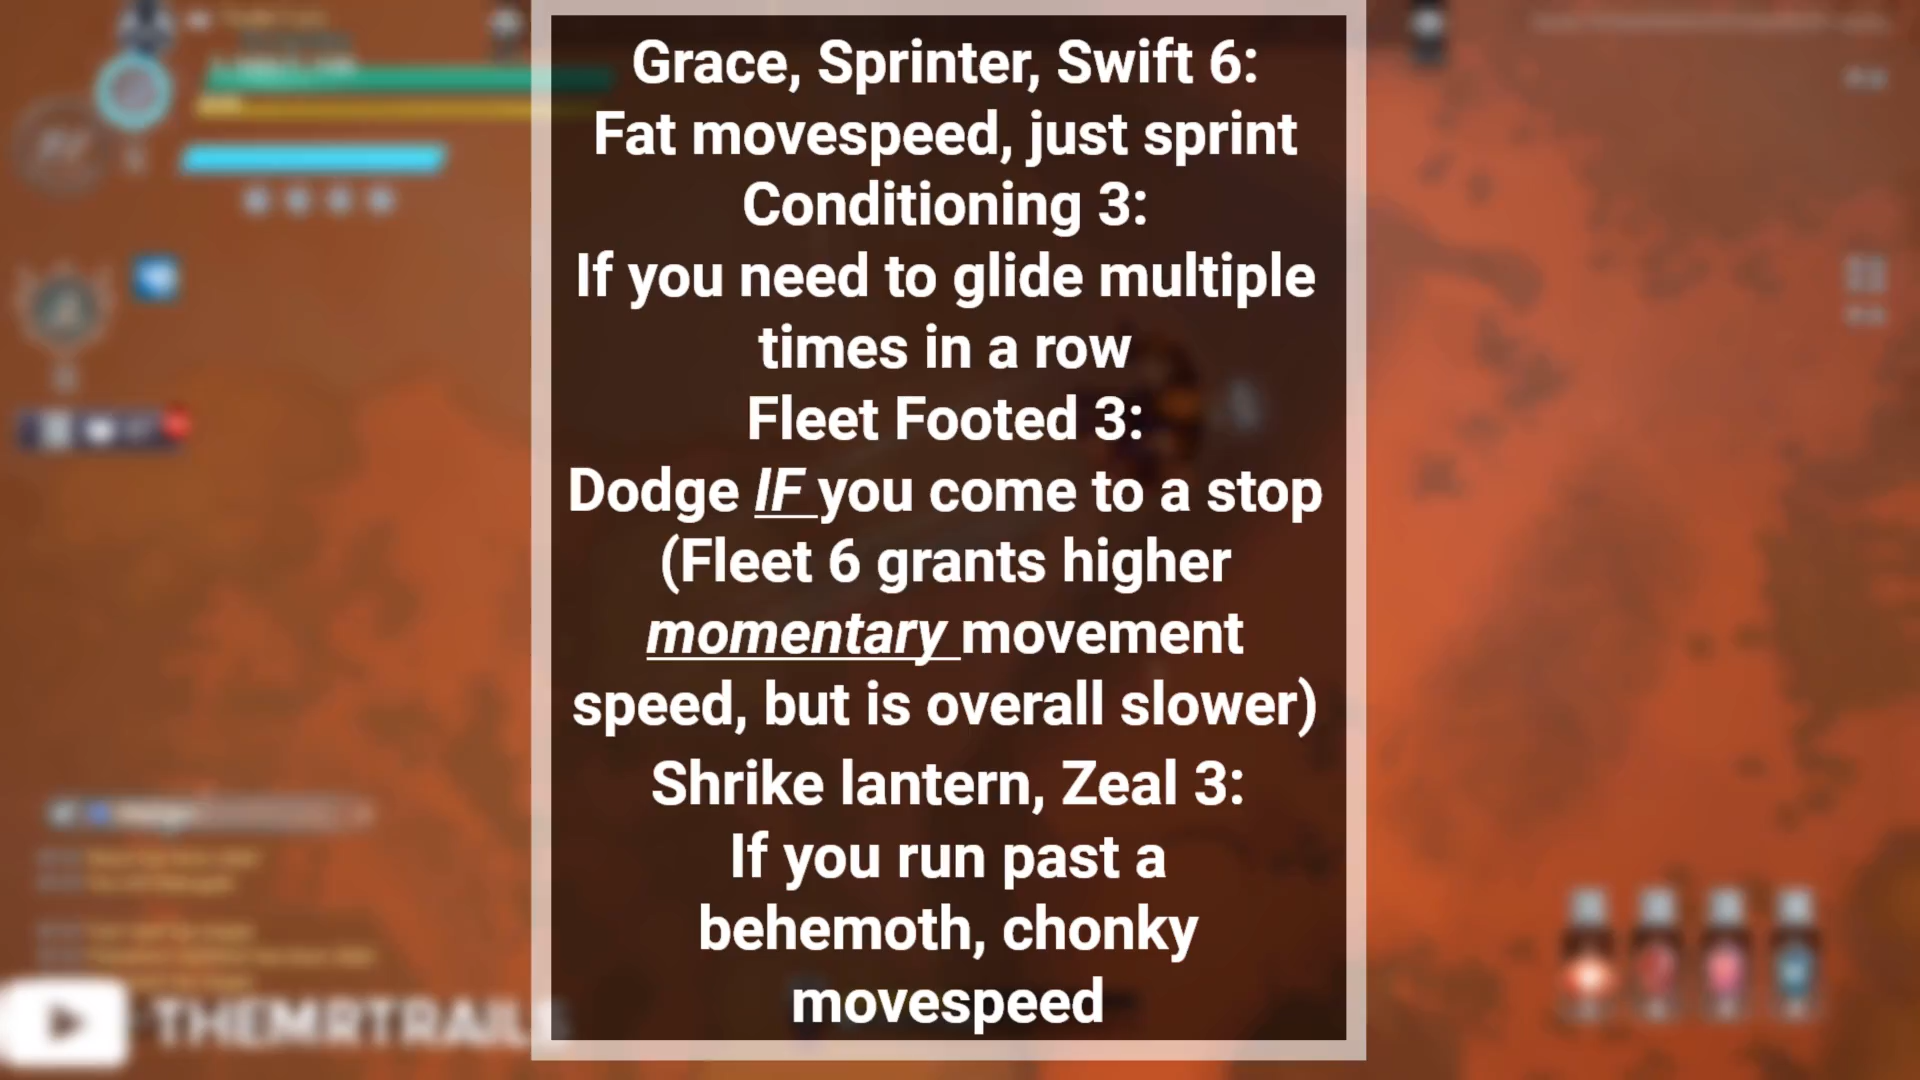 Grace, Sprinter, Swift 6:
Fat movespeed, just sprint
Conditioning 3:
If you need to glide multiple
times in a row
Fleet Footed 3:
Dodge IF you come to a stop
(Fleet 6 grants higher
momentary movement
speed, but is overall slower)
Shrike lantern, Zeal 3:
If you run past a
behemoth, chonky
movespeed
THEMRTRAILS